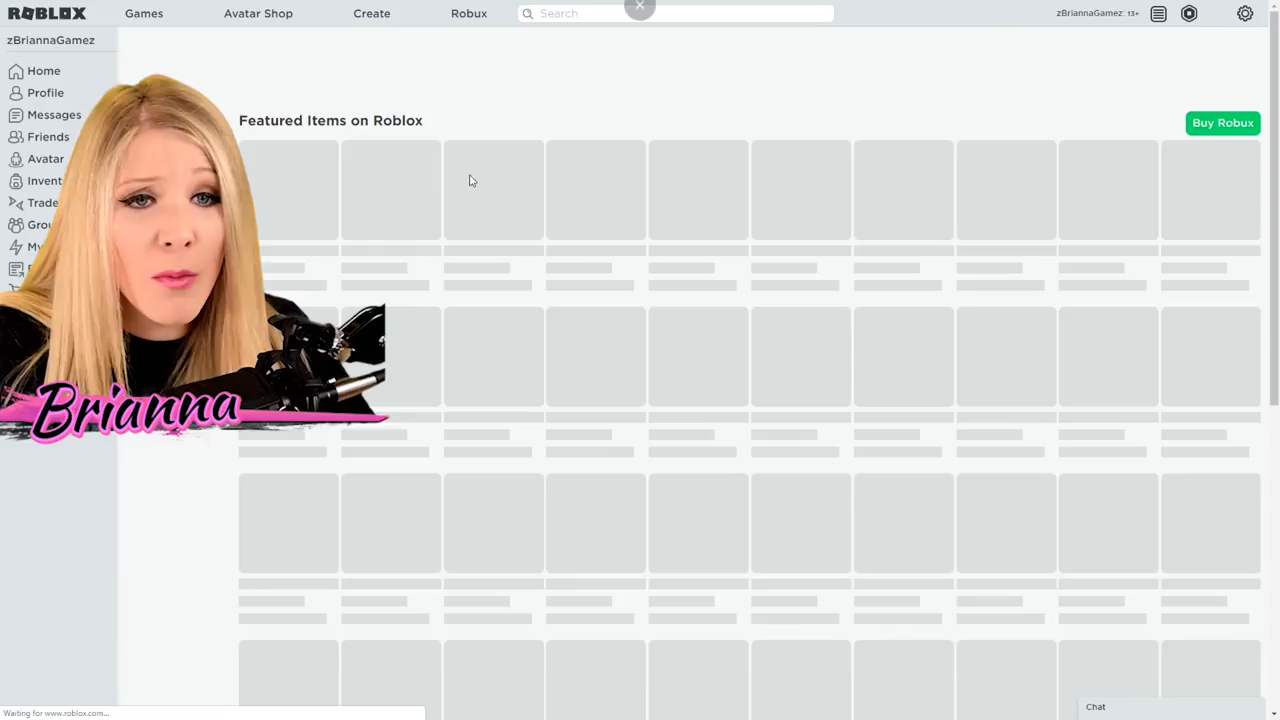 ROBLOX
Games
Avatar Shop
Create
Robux
Search
zBriannaGamez: 13+
zBriannaGamez
Home
Profile
Messages
Friends
Avatar
Invent
Trade
Grou
My
Featured Items on Roblox
Buy Robux
Brianna
Waiting for www.roblox.com...
Chat